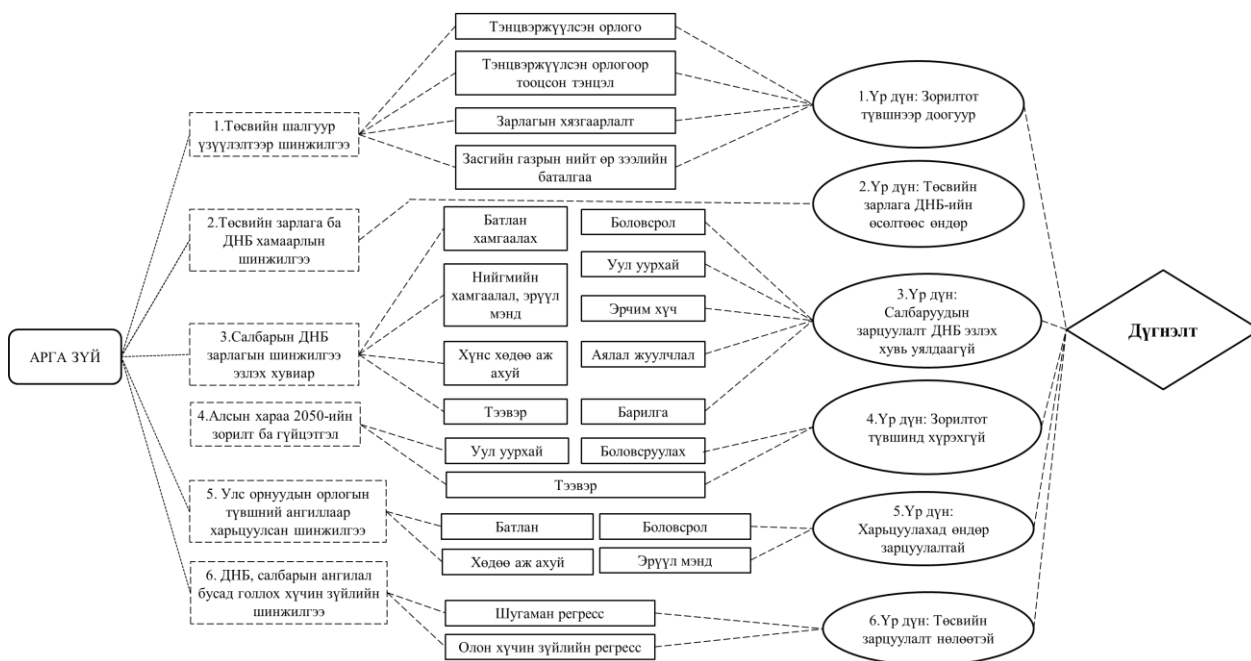 АРГА ЗҮЙ
1.Төсвийн шалгуур
үзүүлэлтээр шинжилгээ
2.Төсвийн зарлага ба
ДНБ хамаарлын
шинжилгээ
3.Салбарын ДНБ
зарлагын шинжилгээ
эзлэх хувиар
4.Алсын хараа 2050-ийн
зорилт ба гүйцэтгэл
5. Улс орнуудын орлогын
түвшний ангиллаар
харьцуулсан шинжилгээ
6. ДНБ, салбарын ангилал
бусад голлох хүчин зүйлийн
шинжилгээ
Тэнцвэржүүлсэн орлого
Тэнцвэржүүлсэн орлогоор
тооцсон тэнцэл
Зарлагын хязгаарлалт
Засгийн газрын нийт өр зээлийн
баталгаа
Батлан
хамгаалах
Боловсрол
Нийгмийн
хамгаалал, эрүүл
мэнд
Уул уурхай
Эрчим хүч
Хүнс хөдөө аж
ахуй
Аялал жуулчлал
Тээвэр
Барилга
Уул уурхай
Боловсруулах
Тээвэр
Батлан
Боловсрол
Хөдөө аж ахуй
Эрүүл мэнд
Шугаман регресс
Олон хүчин зүйлийн регресс
1.Үр дүн: Зорилтот
түвшнээр доогуур
2.Үр дүн: Төсвийн
зарлага ДНБ-ийн
өсөлтөөс өндөр
3.Үр дүн:
Салбаруудын
зарцуулалт ДНБ эзлэх
хувь уялдаагүй
4.Үр дүн: Зорилтот
түвшинд хүрэхгүй
5.Үр дүн:
Харьцуулахад өндөр
зарцуулалтай
6.Үр дүн: Төсвийн
зарцуулалт нөлөөтэй
Дүгнэлт